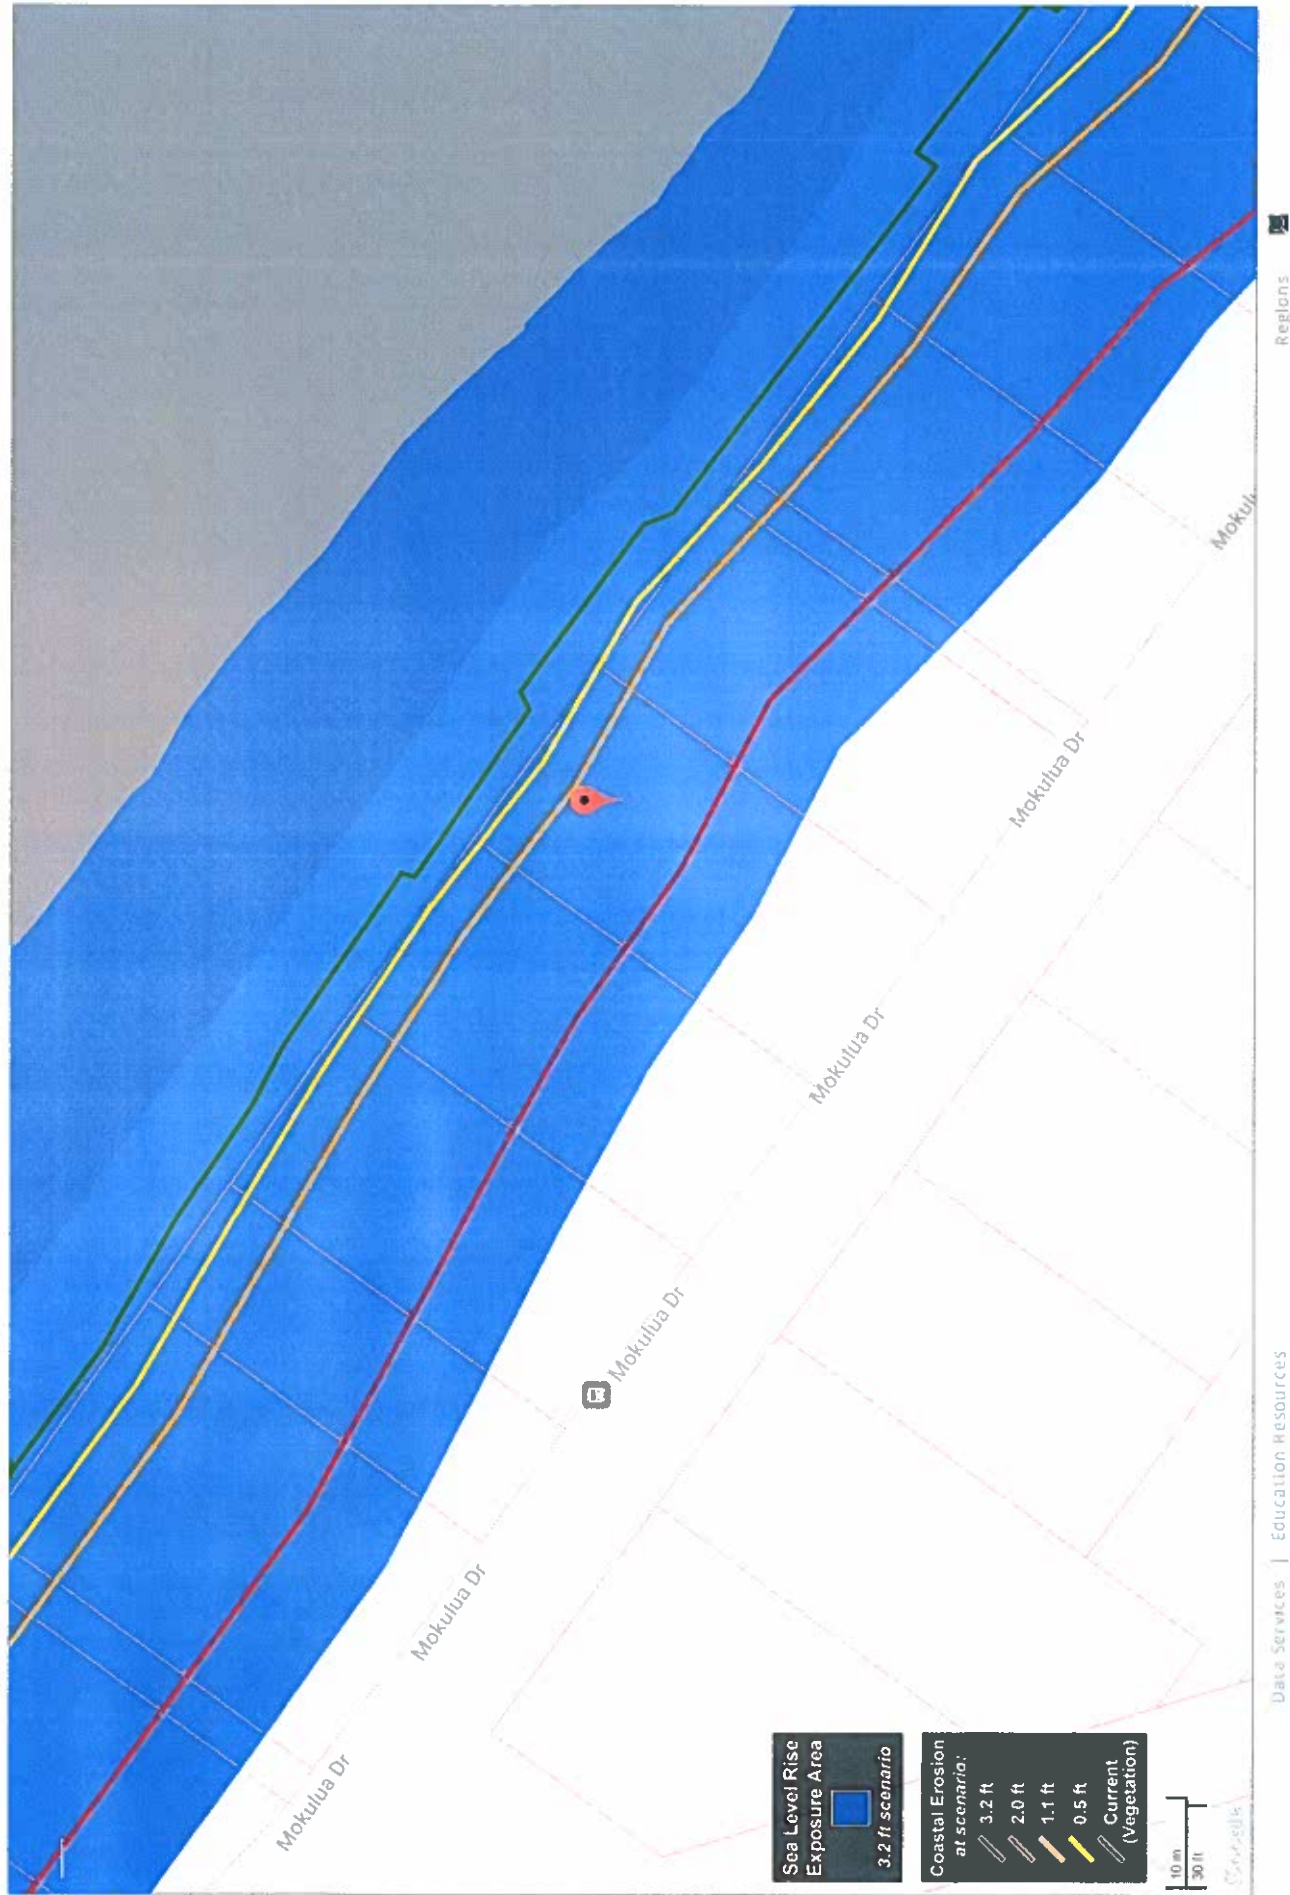 Mokulua Dr
Mokulua Dr
Mokulua Dr
Mokulua Dr
Mokulua Dr
Sea Level Rise
Exposure Area
3.2 ft scenario
Coastal Erosion
at scenario:
3.2 ft
2.0 ft
1.1 ft
0.5 ft
Current
(Vegetation)
10 m
30 ft
Data Services | Education Resources
Regions